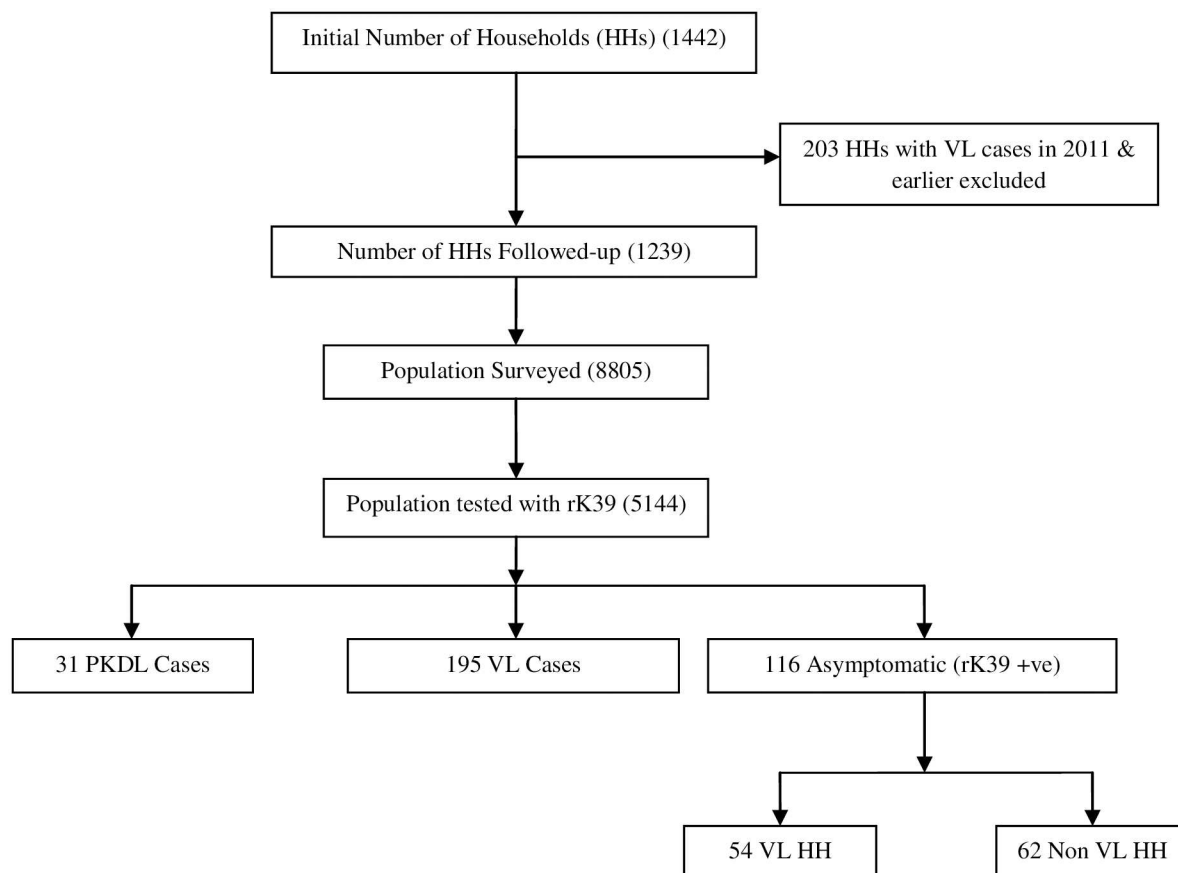 Initial Number of Households (HHs) (1442)
203 HHs with VL cases in 2011 &
earlier excluded
Number of HHs Followed-up (1239)
Population Surveyed (8805)
Population tested with rK39 (5144)
31 PKDL Cases
195 VL Cases
116 Asymptomatic (rK39 +ve)
54 VL HH
62 Non VL HH